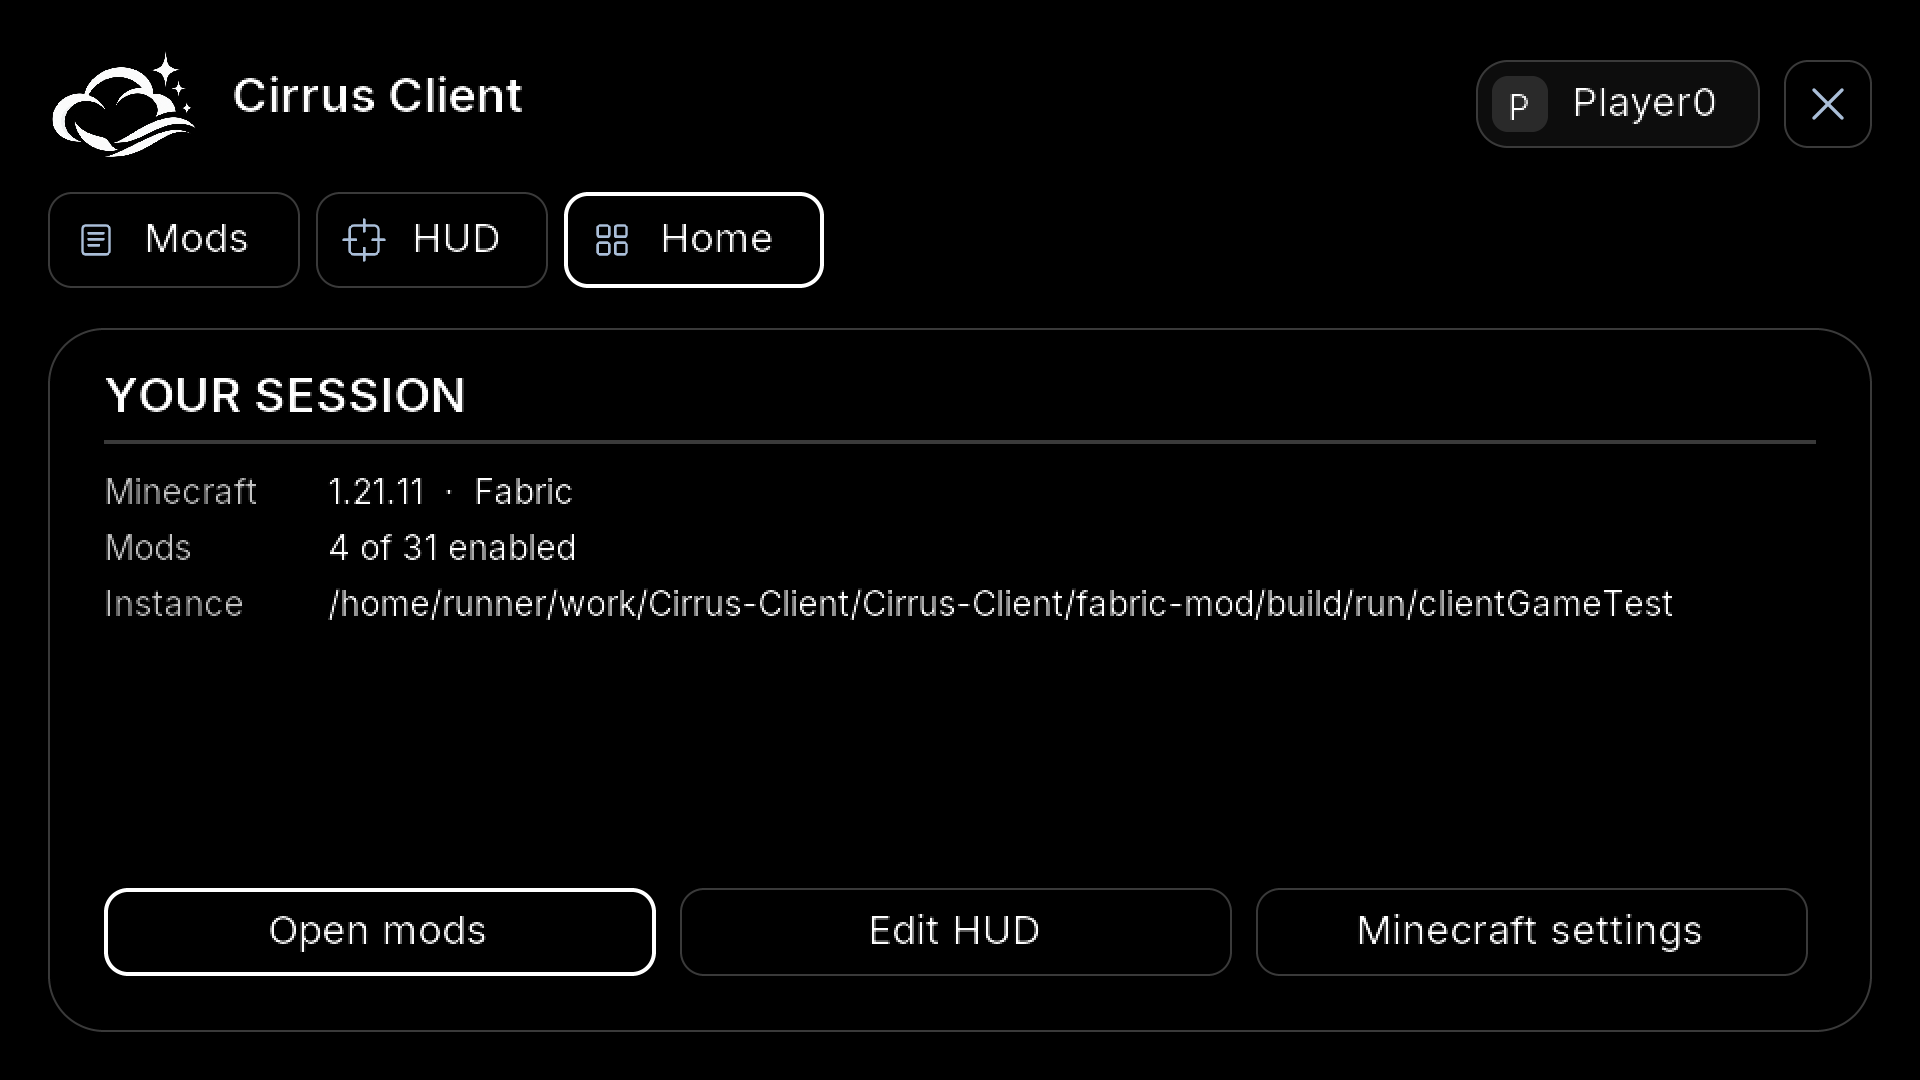 Cirrus Client
P Player0
Mods HUD Home
YOUR SESSION
Minecraft 1.21.11 · Fabric
Mods 4 of 31 enabled
Instance /home/runner/work/Cirrus-Client/Cirrus-Client/fabric-mod/build/run/clientGameTest
Open mods Edit HUD Minecraft settings